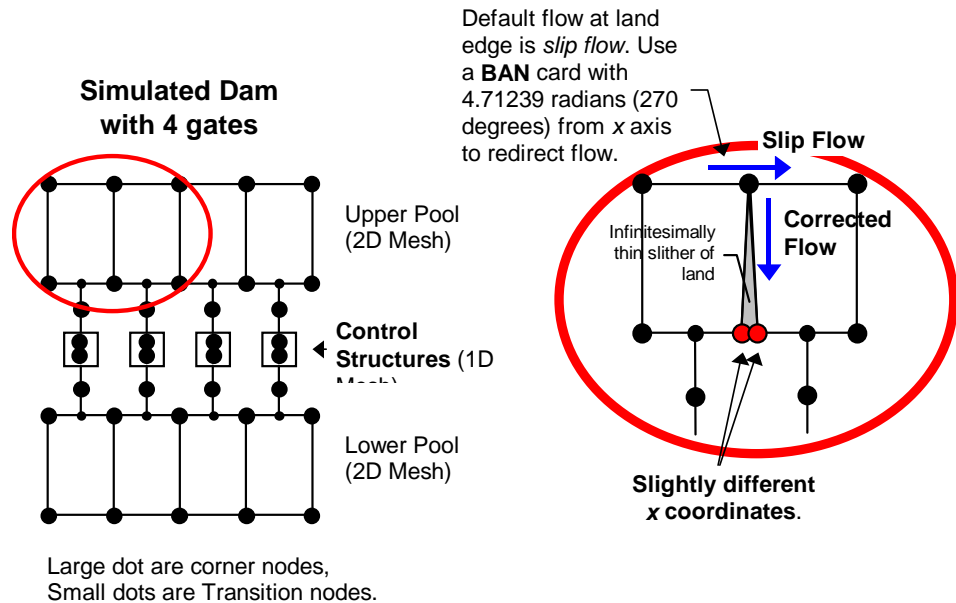 Simulated Dam
with 4 gates
Upper Pool
(2D Mesh)
Control
Structures (1D
Mesh)
Lower Pool
(2D Mesh)
Large dot are corner nodes,
Small dots are Transition nodes.
Default flow at land
edge is slip flow. Use
a BAN card with
4.71239 radians (270
degrees) from x axis
to redirect flow.
Slip Flow
Corrected
Flow
Infinitesimally
thin slither of
land
Slightly different
x coordinates.